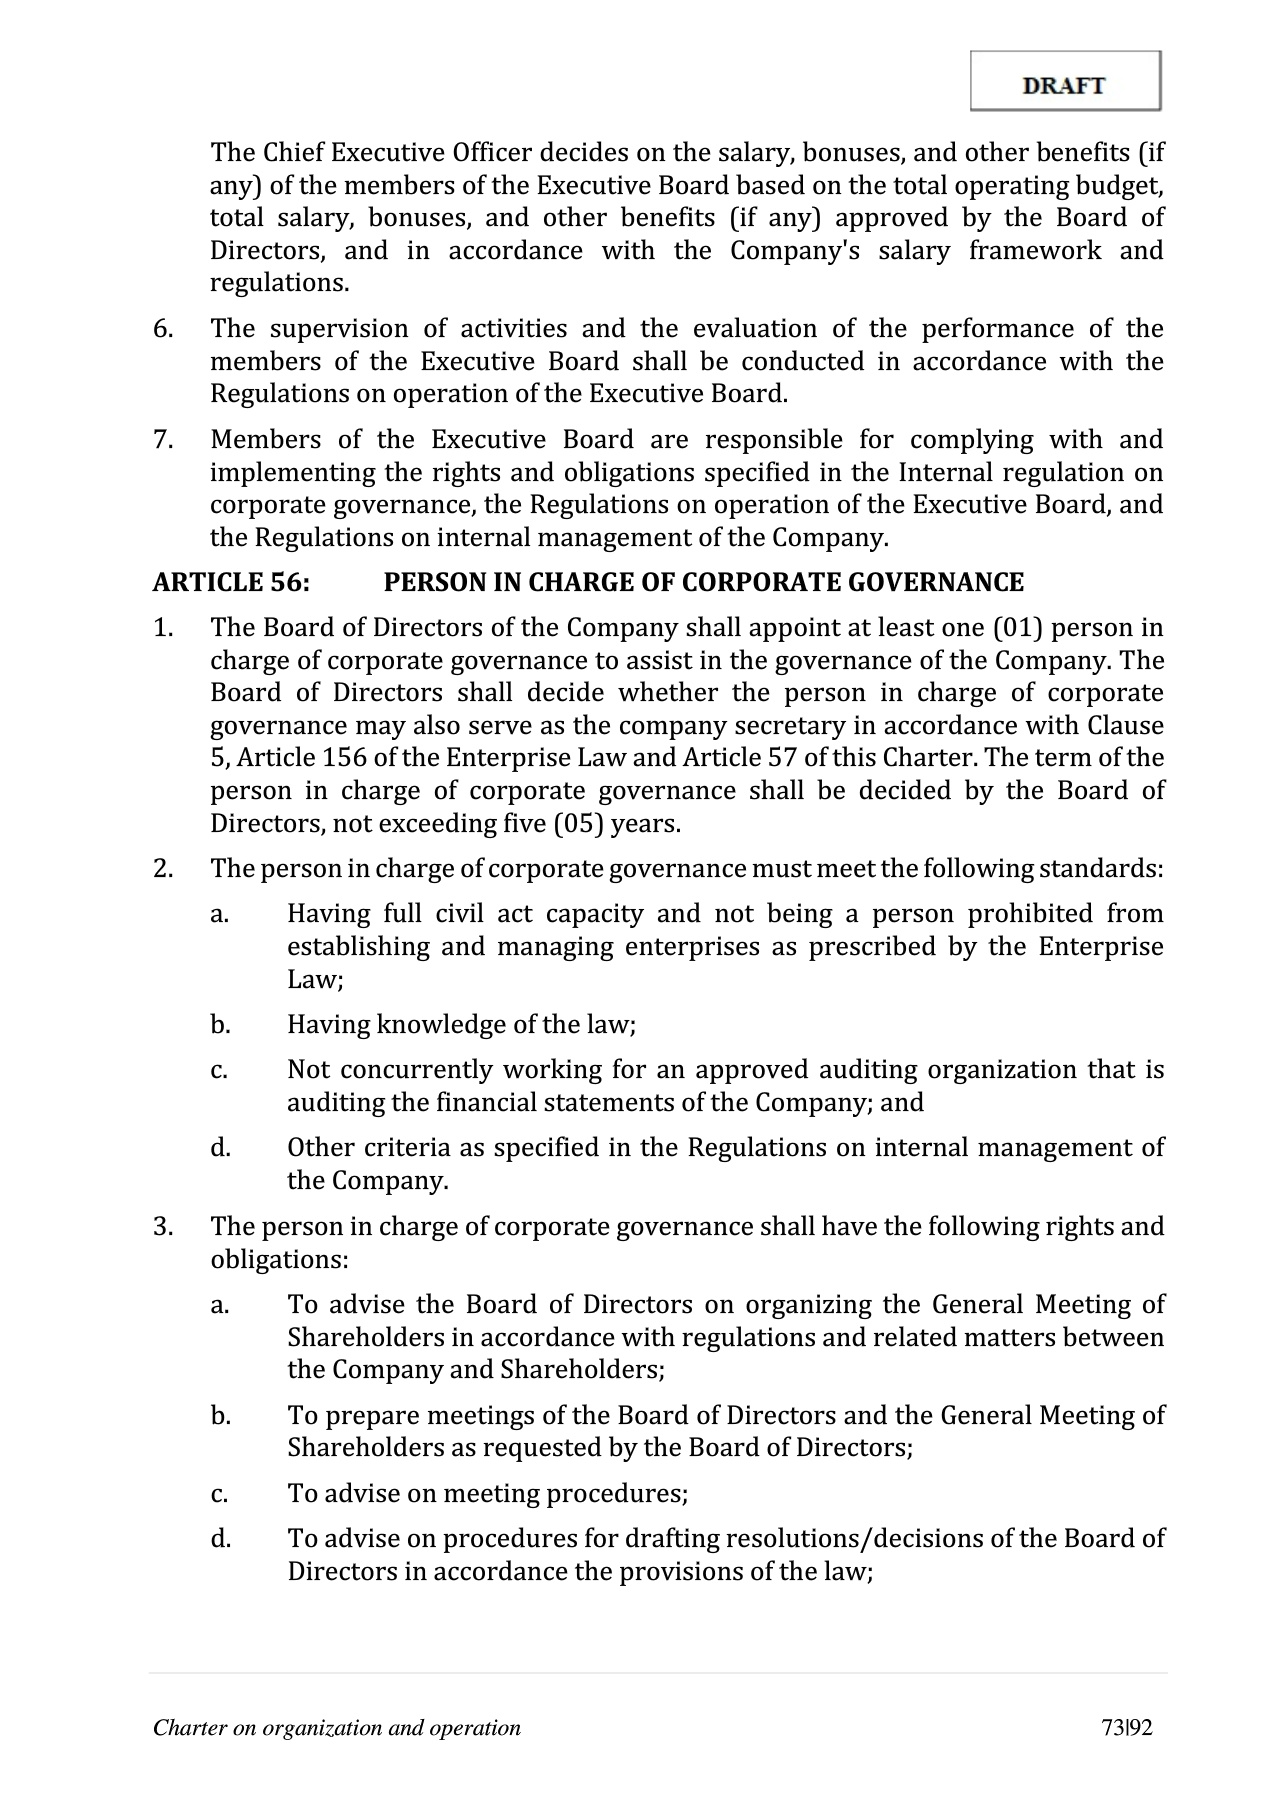 DRAFT
The Chief Executive Officer decides on the salary, bonuses, and other benefits (if
any) of the members of the Executive Board based on the total operating budget,
total salary, bonuses, and other benefits (if any) approved by the Board of
Directors, and in accordance with the Company's salary framework and
regulations.
6. The supervision of activities and the evaluation of the performance of the
members of the Executive Board shall be conducted in accordance with the
Regulations on operation of the Executive Board.
7. Members of the Executive Board are responsible for complying with and
implementing the rights and obligations specified in the Internal regulation on
corporate governance, the Regulations on operation of the Executive Board, and
the Regulations on internal management of the Company.
ARTICLE 56: PERSON IN CHARGE OF CORPORATE GOVERNANCE
1. The Board of Directors of the Company shall appoint at least one (01) person in
charge of corporate governance to assist in the governance of the Company. The
Board of Directors shall decide whether the person in charge of corporate
governance may also serve as the company secretary in accordance with Clause
5, Article 156 of the Enterprise Law and Article 57 of this Charter. The term of the
person in charge of corporate governance shall be decided by the Board of
Directors, not exceeding five (05) years.
2. The person in charge of corporate governance must meet the following standards:
a. Having full civil act capacity and not being a person prohibited from
establishing and managing enterprises as prescribed by the Enterprise
Law;
b. Having knowledge of the law;
c. Not concurrently working for an approved auditing organization that is
auditing the financial statements of the Company; and
d. Other criteria as specified in the Regulations on internal management of
the Company.
3. The person in charge of corporate governance shall have the following rights and
obligations:
a. To advise the Board of Directors on organizing the General Meeting of
Shareholders in accordance with regulations and related matters between
the Company and Shareholders;
b. To prepare meetings of the Board of Directors and the General Meeting of
Shareholders as requested by the Board of Directors;
c. To advise on meeting procedures;
d. To advise on procedures for drafting resolutions/decisions of the Board of
Directors in accordance the provisions of the law;
Charter on organization and operation 73|92